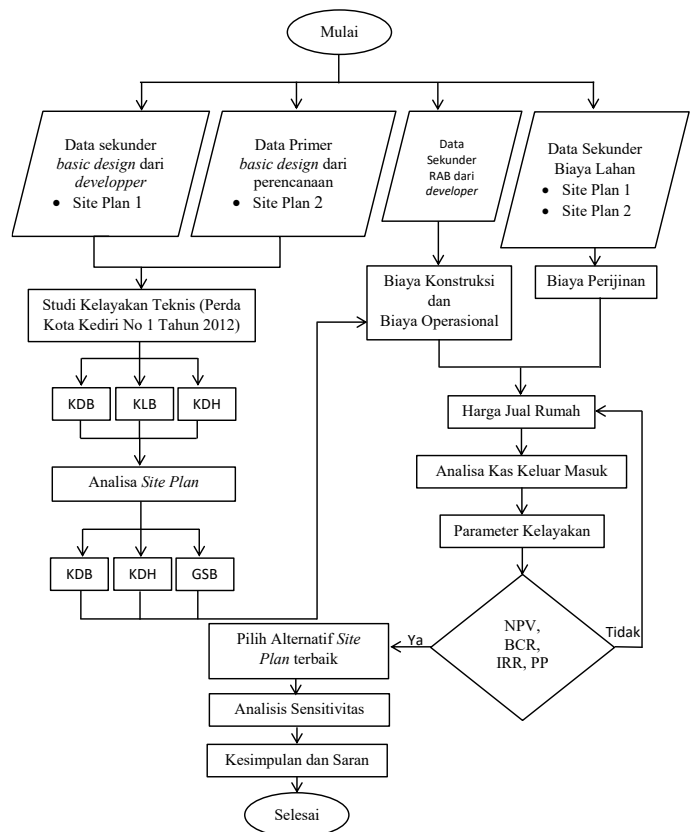 Mulai
Data sekunder
basic design dari
developper
• Site Plan 1
Data Primer
basic design dari
perencanaan
• Site Plan 2
Data
Sekunder
RAB dari
developer
Data Sekunder
Biaya Lahan
• Site Plan 1
• Site Plan 2
Studi Kelayakan Teknis (Perda
Kota Kediri No 1 Tahun 2012)
Biaya Konstruksi
dan
Biaya Operasional
Biaya Perijinan
KDB
KLB
KDH
Harga Jual Rumah
Analisa Site Plan
Analisa Kas Keluar Masuk
Parameter Kelayakan
KDB
KDH
GSB
NPV,
BCR,
IRR, PP
Ya
Tidak
Pilih Alternatif Site
Plan terbaik
Analisis Sensitivitas
Kesimpulan dan Saran
Selesai